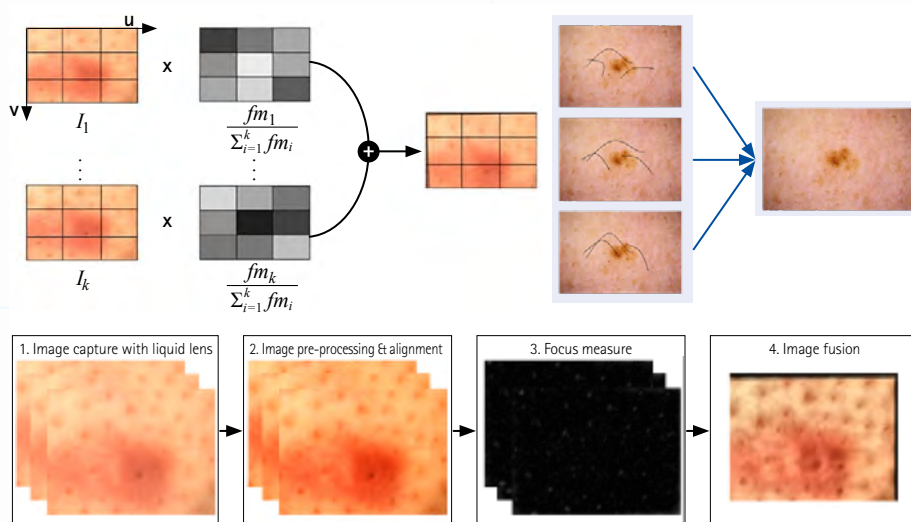 u
v
x
I1
fm1
Σki=1 fmi
⋮
⋮
+
x
Ik
fmk
Σki=1 fmi
1. Image capture with liquid lens
2. Image pre-processing & alignment
3. Focus measure
4. Image fusion